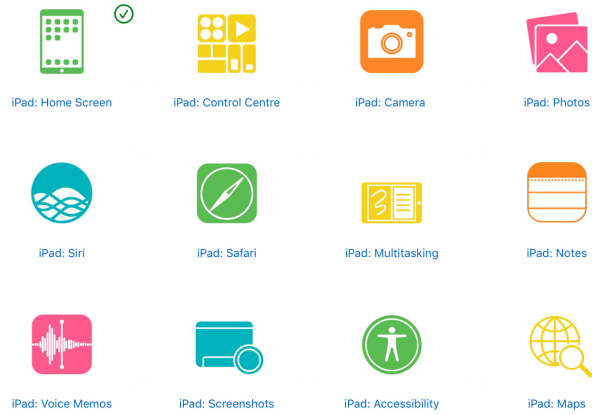 iPad: Home Screen
iPad: Control Centre
iPad: Camera
iPad: Photos
iPad: Siri
iPad: Safari
iPad: Multitasking
iPad: Notes
iPad: Voice Memos
iPad: Screenshots
iPad: Accessibility
iPad: Maps